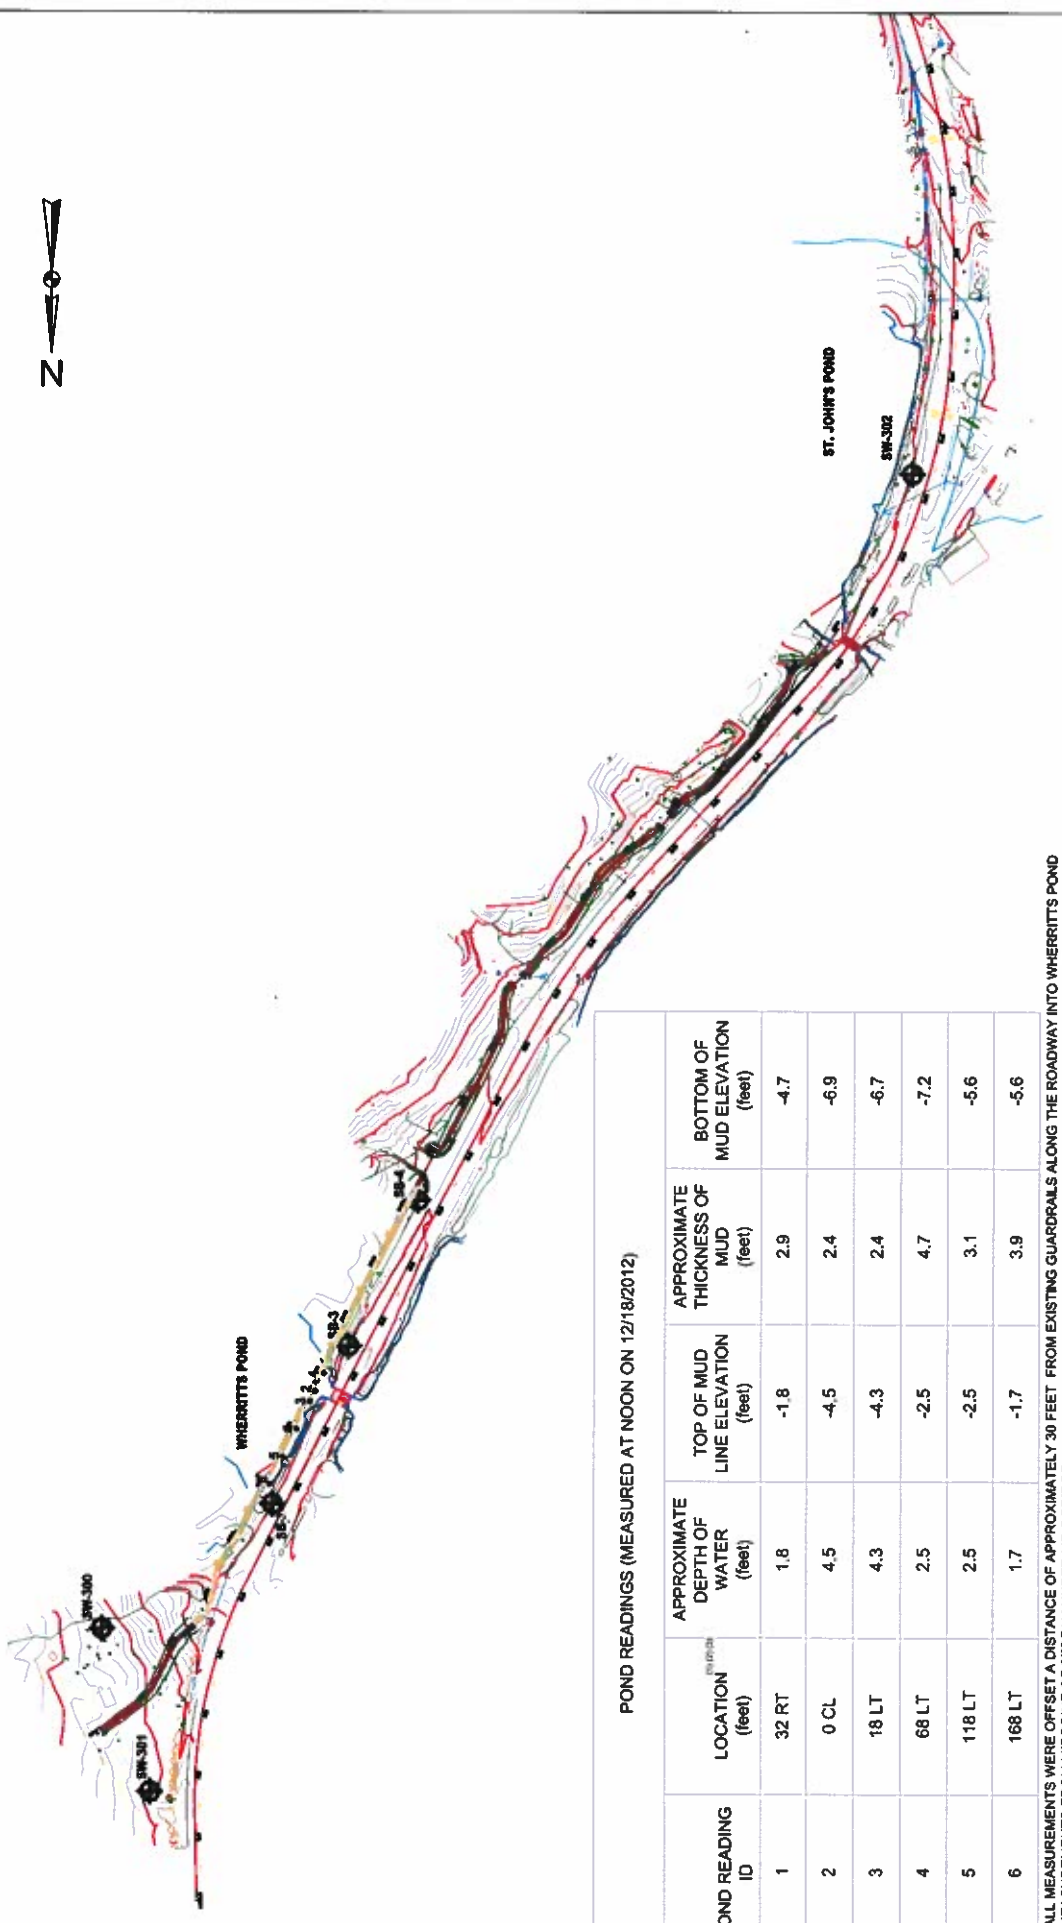 N
ST. JOHN'S POND
SW-302
SB-4
SB-3
WHERRITTS POND
SW-300
SW-301
POND READINGS (MEASURED AT NOON ON 12/18/2012)
OND READING ID
LOCATION (feet)
APPROXIMATE DEPTH OF WATER (feet)
TOP OF MUD LINE ELEVATION (feet)
APPROXIMATE THICKNESS OF MUD (feet)
BOTTOM OF MUD ELEVATION (feet)
1 32 RT 1.8 -1.8 2.9 -4.7
2 0 CL 4.5 -4.5 2.4 -6.9
3 18 LT 4.3 -4.3 2.4 -6.7
4 68 LT 2.5 -2.5 4.7 -7.2
5 118 LT 2.5 -2.5 3.1 -5.6
6 168 LT 1.7 -1.7 3.9 -5.6
ALL MEASUREMENTS WERE OFFSET A DISTANCE OF APPROXIMATELY 30 FEET FROM EXISTING GUARDRAILS ALONG THE ROADWAY INTO WHERRITTS POND